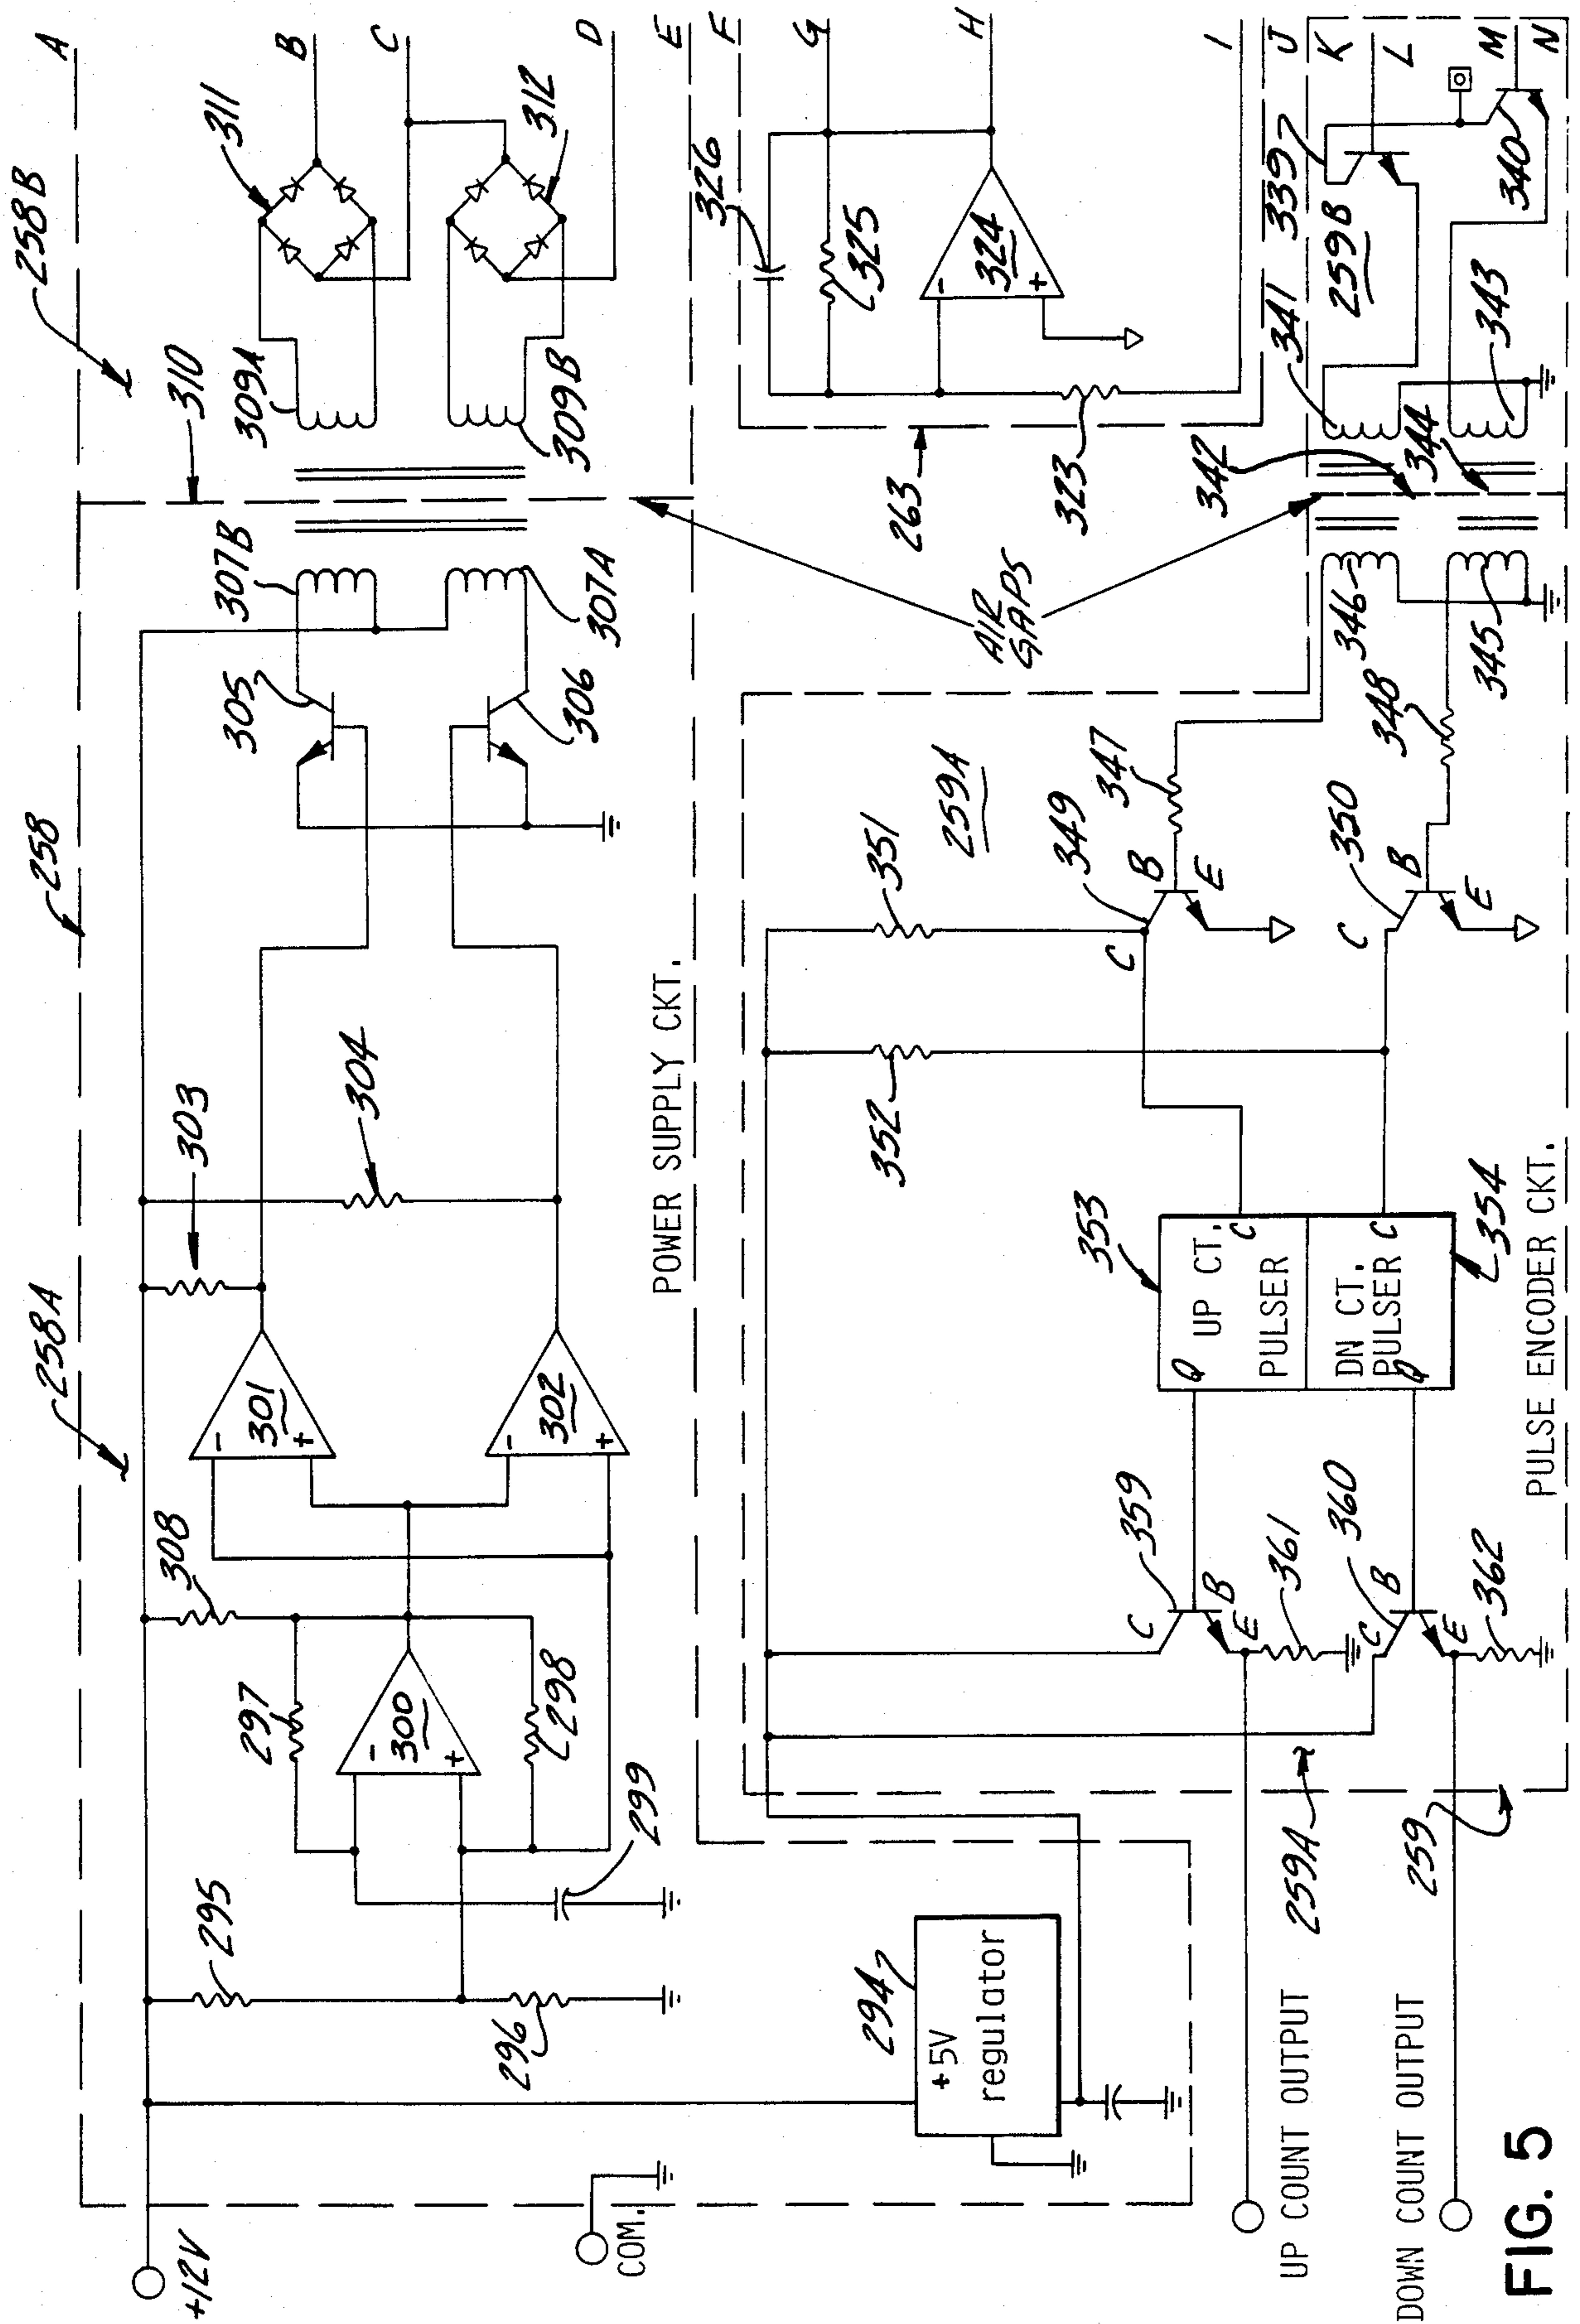 A
258B
311
B
C
D
312
E
310
309A
309B
258
307B
307A
305
306
258A
303
304
301
- +
302
- +
308
297
300
- +
298
299
295
296
+12V
COM.
POWER SUPPLY CKT.
294
+5V
regulator
F
G
H
I
J
326
325
324
- +
323
263
AIR
GAPS
K
L
M
N
339
259B
340
341
343
342
344
346
345
348
347
259A
351
349
C
B
E
350
C
B
E
352
353
UP CT.
PULSER
Q
C
DN CT.
PULSER
Q
C
354
PULSE ENCODER CKT.
359
C
B
E
361
360
C
B
E
362
259A
259
UP COUNT OUTPUT
DOWN COUNT OUTPUT
FIG. 5